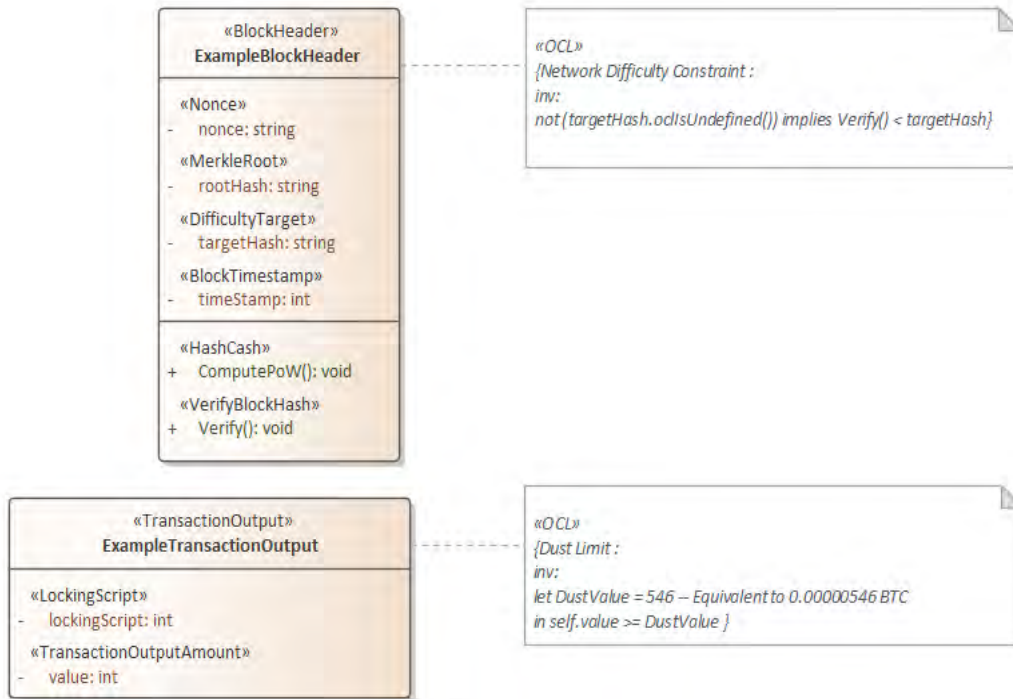 «BlockHeader»
ExampleBlockHeader
«Nonce»
- nonce: string
«MerkleRoot»
- rootHash: string
«DifficultyTarget»
- targetHash: string
«BlockTimestamp»
- timeStamp: int
«HashCash»
+ ComputePoW(): void
«VerifyBlockHash»
+ Verify(): void
«OCL»
{Network Difficulty Constraint :
inv:
not (targetHash.oclIsUndefined()) implies Verify() < targetHash}
«TransactionOutput»
ExampleTransactionOutput
«LockingScript»
- lockingScript: int
«TransactionOutputAmount»
- value: int
«OCL»
{Dust Limit :
inv:
let DustValue = 546 -- Equivalent to 0.00000546 BTC
in self.value >= DustValue }